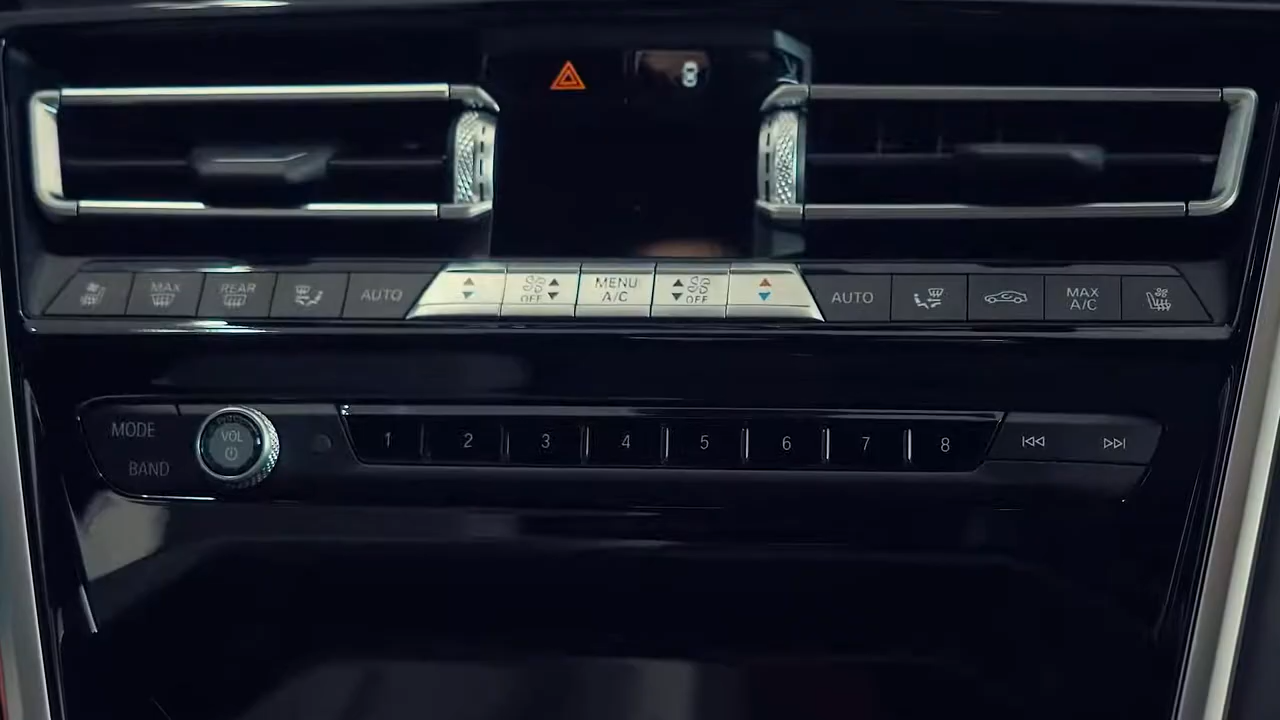 MAX
REAR
AUTO
OFF
MENU
A/C
OFF
AUTO
MAX
A/C
MODE
BAND
VOL
1 2 3 4 5 6 7 8